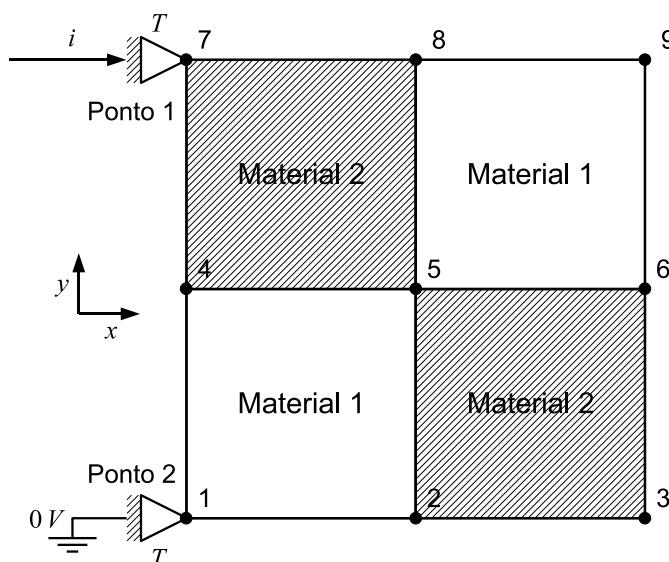 T
i
7
8
9
Ponto 1
Material 2
Material 1
4
5
6
y
x
Material 1
Material 2
Ponto 2
1
2
3
0 V
T